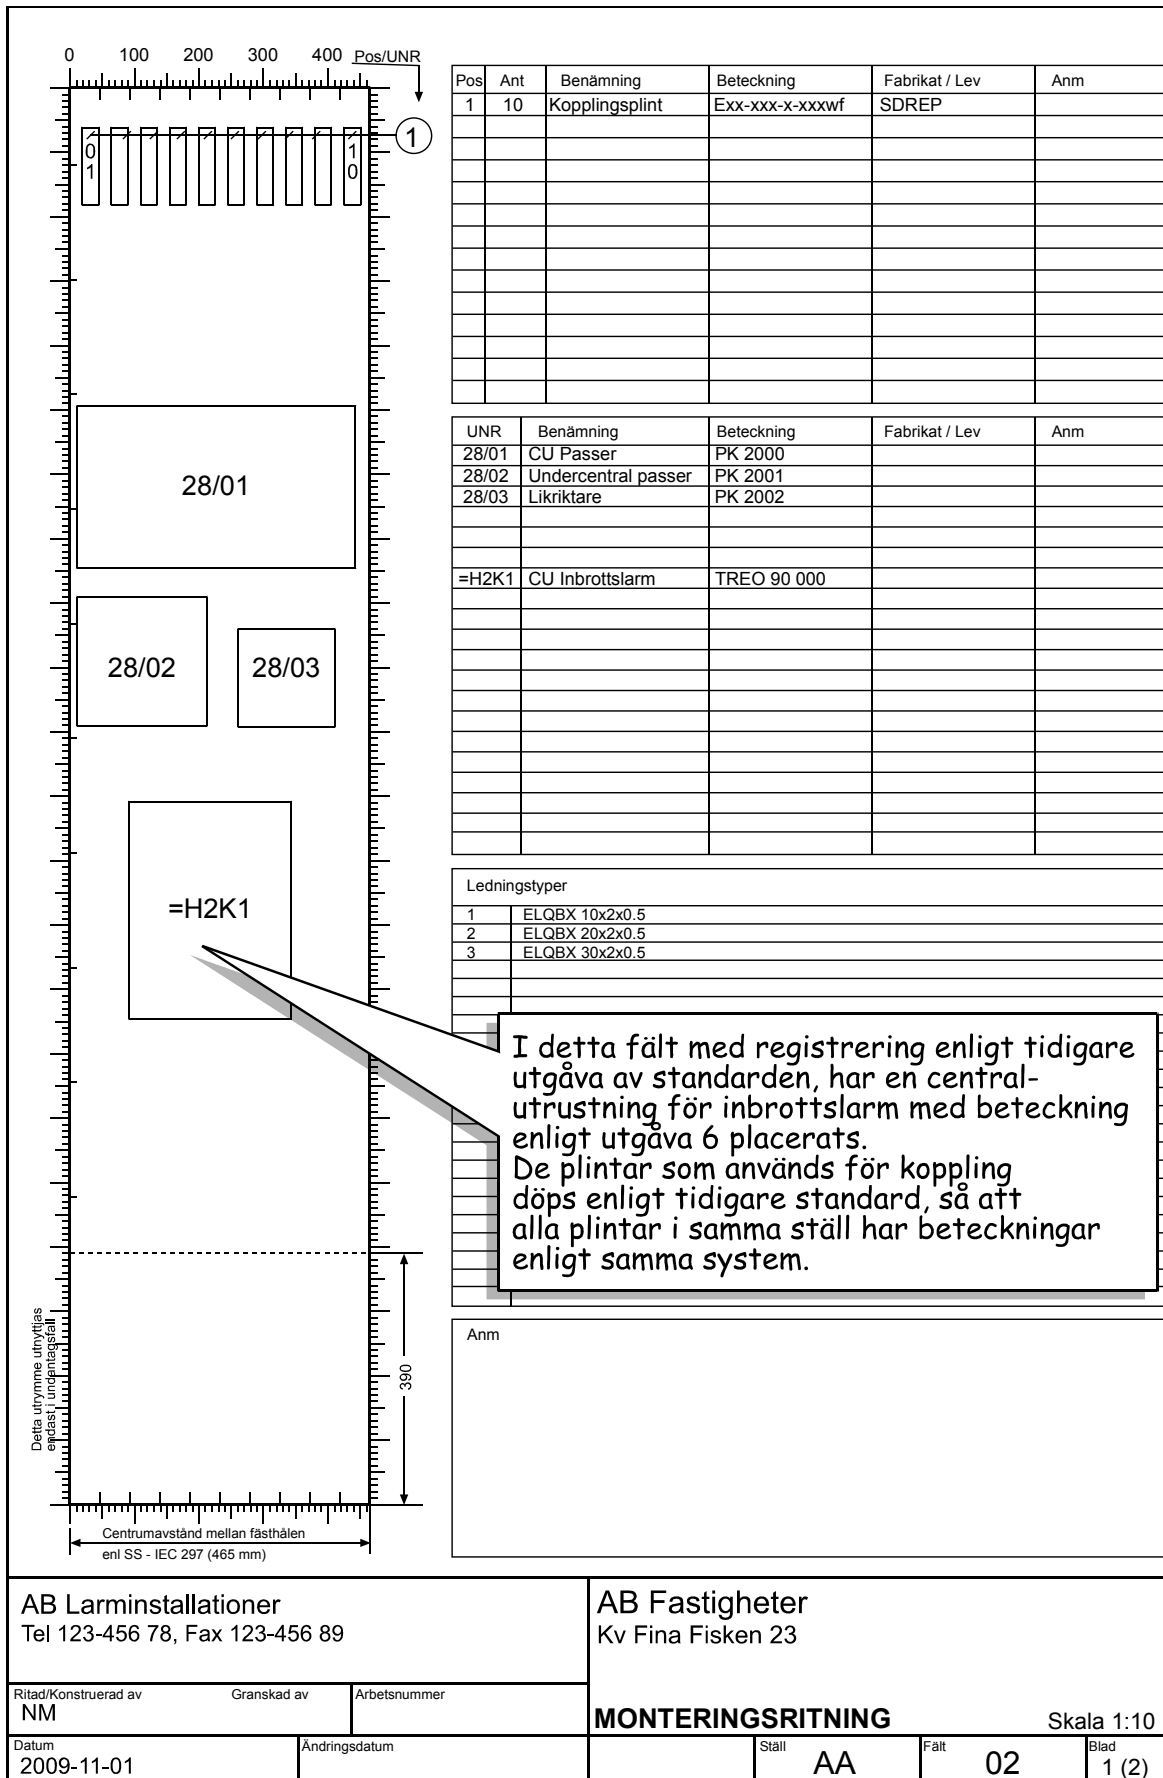 0 100 200 300 400 Pos/UNR
1
0
1
1
0
28/01
28/02 28/03
=H2K1
390
Detta utrymme utnyttjas
endast i undantagsfall
Centrumavstånd mellan fästhålen
enl SS - IEC 297 (465 mm)
Pos Ant Benämning Beteckning Fabrikat / Lev Anm
1 10 Kopplingsplint Exx-xxx-x-xxxwf SDREP
UNR Benämning Beteckning Fabrikat / Lev Anm
28/01 CU Passer PK 2000
28/02 Undercentral passer PK 2001
28/03 Likriktare PK 2002
=H2K1 CU Inbrottslarm TREO 90 000
Ledningstyper
1 ELQBX 10x2x0.5
2 ELQBX 20x2x0.5
3 ELQBX 30x2x0.5
I detta fält med registrering enligt tidigare
utgåva av standarden, har en central-
utrustning för inbrottslarm med beteckning
enligt utgåva 6 placerats.
De plintar som används för koppling
döps enligt tidigare standard, så att
alla plintar i samma ställ har beteckningar
enligt samma system.
Anm
AB Larminstallationer
Tel 123-456 78, Fax 123-456 89
AB Fastigheter
Kv Fina Fisken 23
Ritad/Konstruerad av Granskad av Arbetsnummer
NM
MONTERINGSRITNING Skala 1:10
Datum Ändringsdatum Ställ Fält Blad
2009-11-01 AA 02 1 (2)